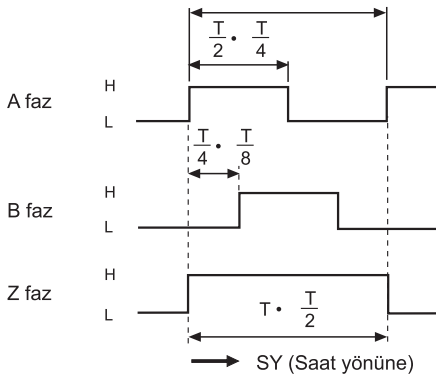 T/2 · T/4
H
A faz
L
T/4 · T/8
H
B faz
L
H
Z faz
L
T · T/2
SY (Saat yönüne)